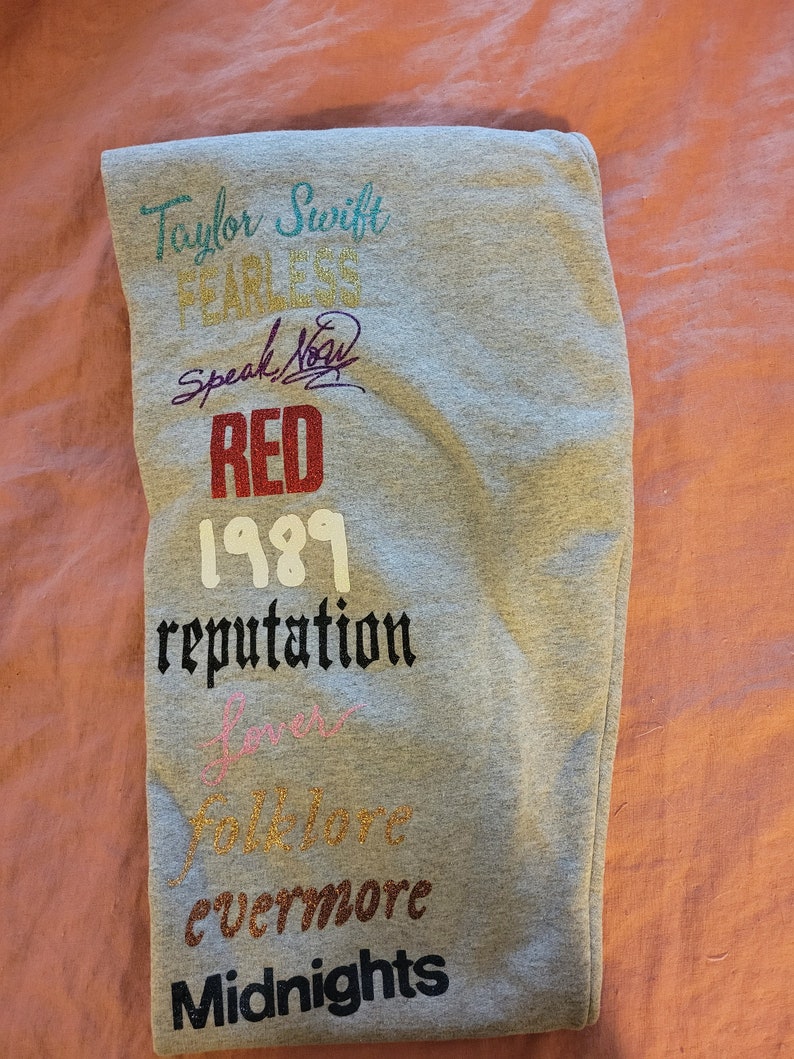 Taylor Swift
FEARLESS
Speak Now
RED
1989
reputation
Lover
folklore
evermore
Midnights